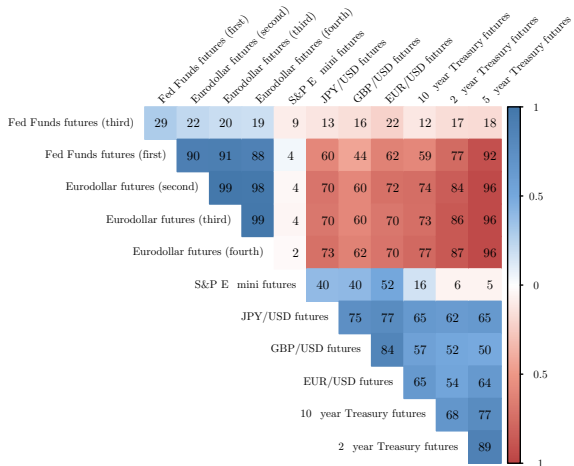 Fed Funds futures (first)
Eurodollar futures (second)
Eurodollar futures (third)
Eurodollar futures (fourth)
S&P E mini futures
JPY/USD futures
GBP/USD futures
EUR/USD futures
10 year Treasury futures
2 year Treasury futures
5 year Treasury futures
Fed Funds futures (third) 29 22 20 19 9 13 16 22 12 17 18
Fed Funds futures (first) 90 91 88 4 60 44 62 59 77 92
Eurodollar futures (second) 99 98 4 70 60 72 74 84 96
Eurodollar futures (third) 99 4 70 60 70 73 86 96
Eurodollar futures (fourth) 2 73 62 70 77 87 96
S&P E mini futures 40 40 52 16 6 5
JPY/USD futures 75 77 65 62 65
GBP/USD futures 84 57 52 50
EUR/USD futures 65 54 64
10 year Treasury futures 68 77
2 year Treasury futures 89
1
0.5
0
0.5
1